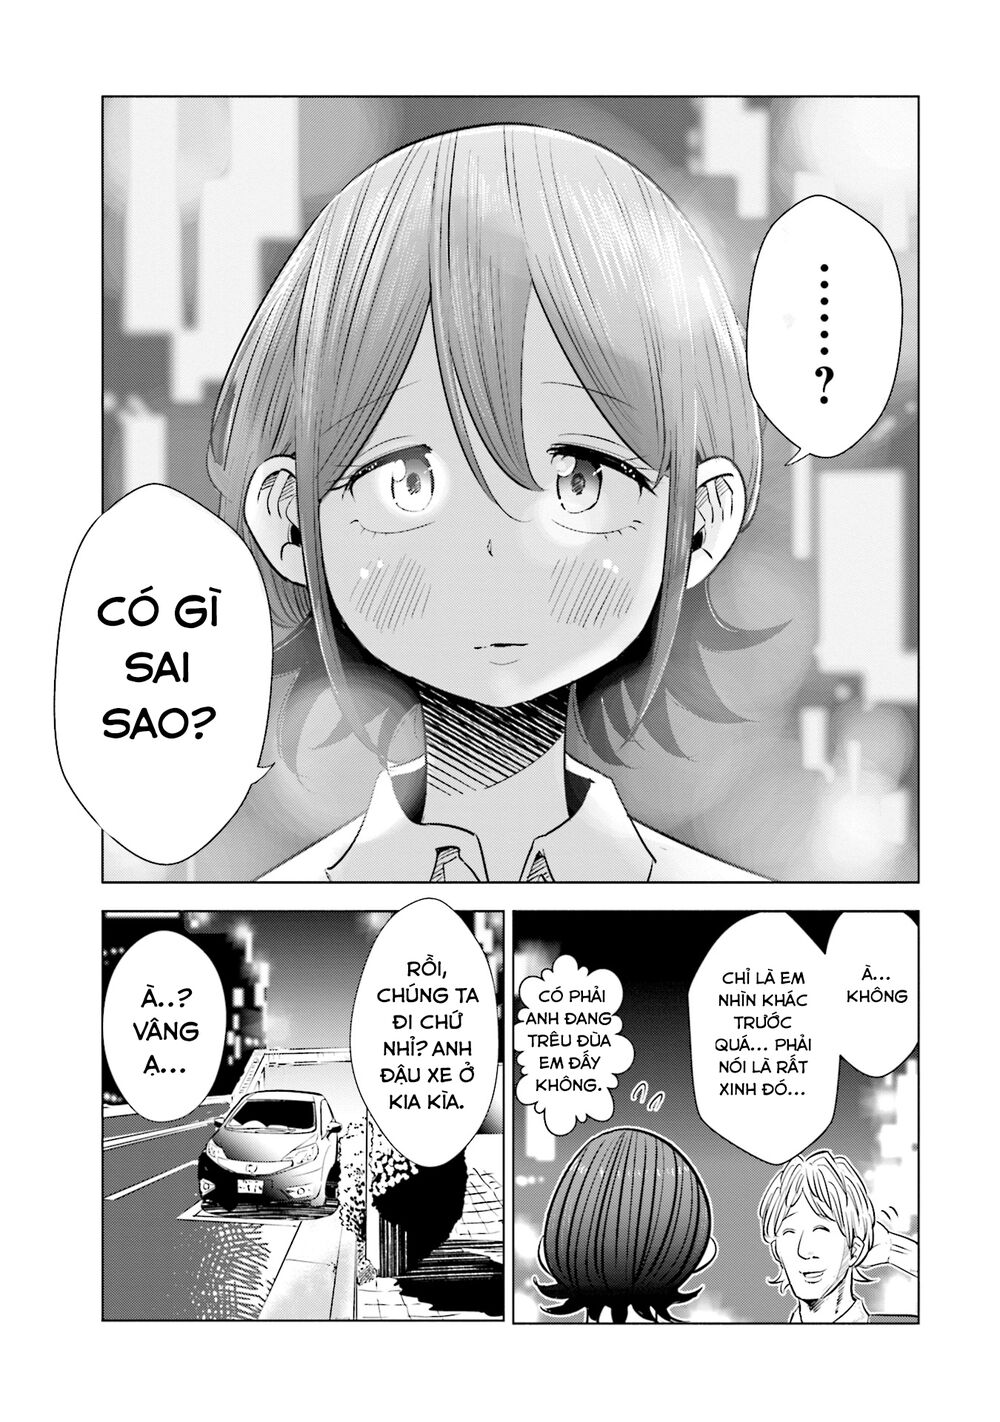 .......?
CÓ GÌ
SAI
SAO?
À...
KHÔNG
CHỈ LÀ EM
NHÌN KHÁC
TRƯỚC
QUÁ... PHẢI
NÓI LÀ RẤT
XINH ĐÓ...
CÓ PHẢI
ANH ĐANG
TRÊU ĐÙA
EM ĐẤY
KHÔNG.
RỒI,
CHÚNG TA
ĐI CHỨ
NHỈ? ANH
ĐẬU XE Ở
KIA KÌA.
À..?
VÂNG
Ạ...